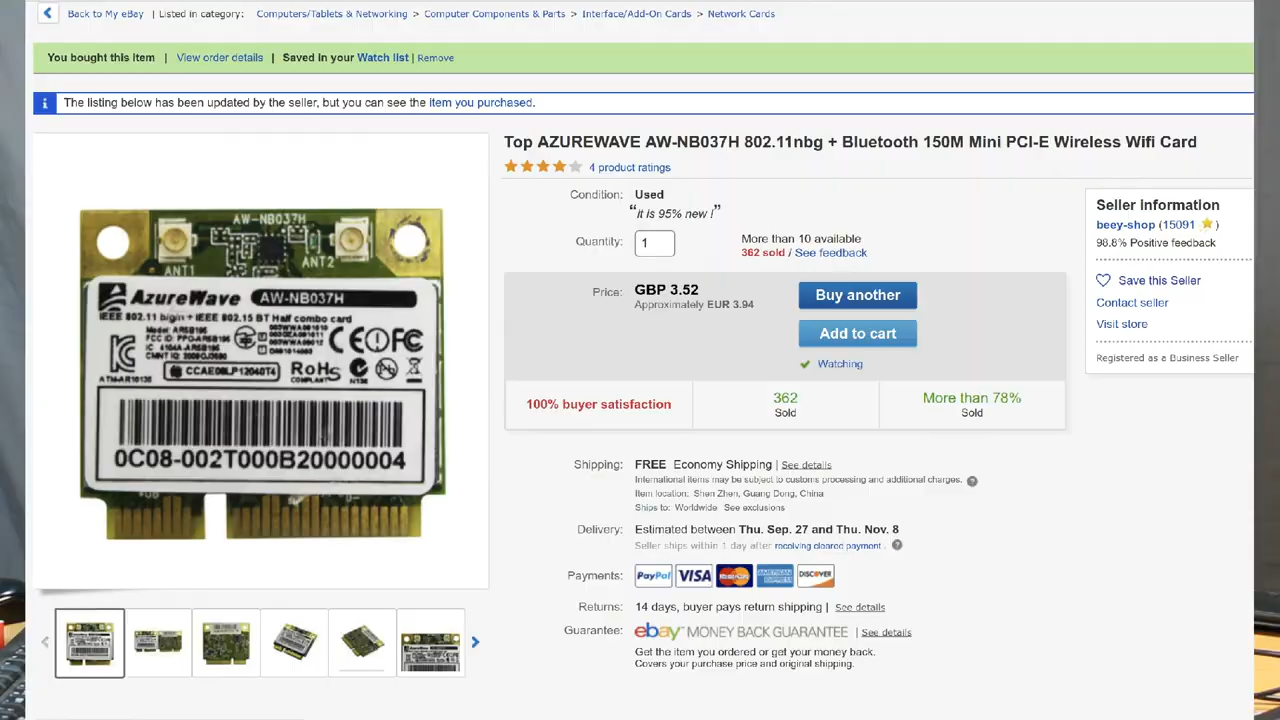 Back to My eBay | Listed in category: Computers/Tablets & Networking > Computer Components & Parts > Interface/Add-On Cards > Network Cards
You bought this item | View order details | Saved in your Watch list | Remove
i The listing below has been updated by the seller, but you can see the item you purchased.
Top AZUREWAVE AW-NB037H 802.11nbg + Bluetooth 150M Mini PCI-E Wireless Wifi Card
4 product ratings
Condition: Used
“it is 95% new !”
Quantity: 1
More than 10 available
362 sold / See feedback
Price: GBP 3.52
Approximately EUR 3.94
Buy another
Add to cart
Watching
100% buyer satisfaction
362
Sold
More than 78%
Sold
Shipping: FREE Economy Shipping | See details
International items may be subject to customs processing and additional charges. ?
Item location: Shen Zhen, Guang Dong, China
Ships to: Worldwide See exclusions
Delivery: Estimated between Thu. Sep. 27 and Thu. Nov. 8
Seller ships within 1 day after receiving cleared payment. ?
Payments: PayPal VISA MasterCard AMERICAN EXPRESS DISCOVER
Returns: 14 days, buyer pays return shipping | See details
Guarantee: ebay MONEY BACK GUARANTEE | See details
Get the item you ordered or get your money back.
Covers your purchase price and original shipping.
Seller information
beey-shop (15091 )
98.8% Positive feedback
Save this Seller
Contact seller
Visit store
Registered as a Business Seller
AW-NB037H
ANT1
ANT2
AzureWave AW-NB037H
IEEE 802.11 b/g/n + IEEE 802.15 BT Half combo card
Model: AR5B195
CE FC
CCAE08LP12040T4
RoHS
COMPLIANT
N136
0C08-002T000B20000004